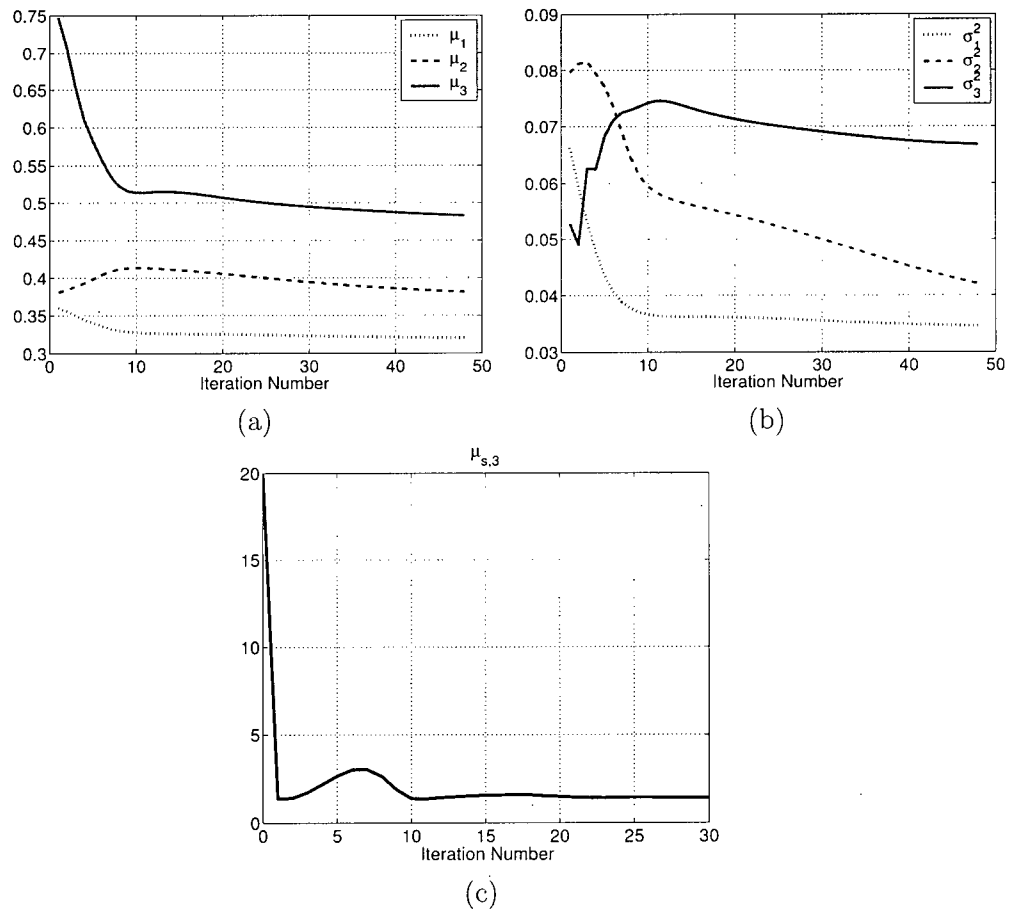 0.75
0.7
0.65
0.6
0.55
0.5
0.45
0.4
0.35
0.3
0 10 20 30 40 50
Iteration Number
μ1
μ2
μ3
(a)
0.09
0.08
0.07
0.06
0.05
0.04
0.03
0 10 20 30 40 50
Iteration Number
σ²1
σ²2
σ²3
(b)
μs,3
20
15
10
5
0
0 5 10 15 20 25 30
Iteration Number
(c)